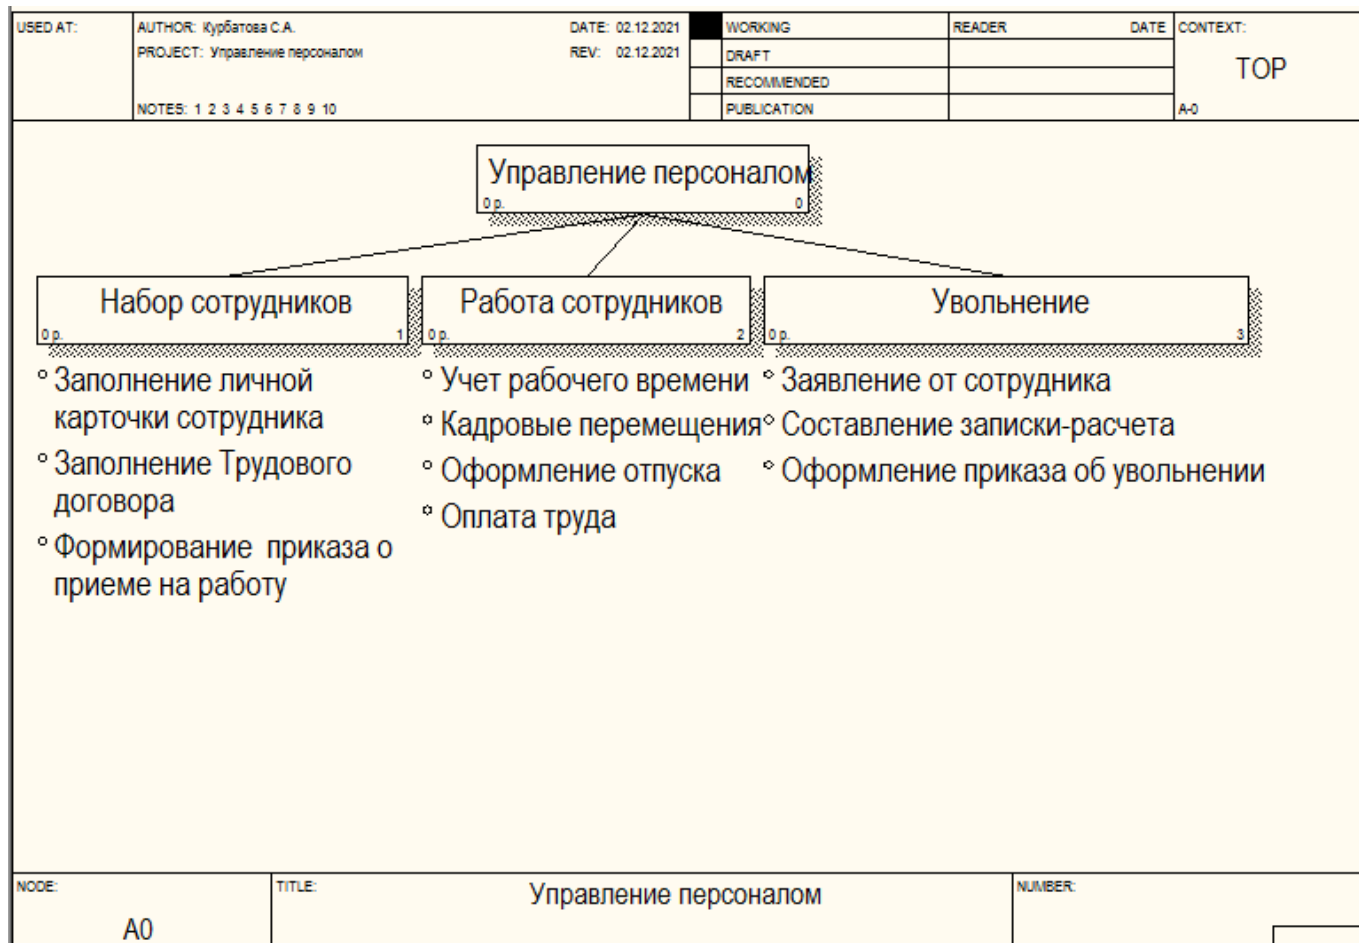 USED AT:
AUTHOR: Курбатова С.А.
DATE: 02.12.2021
WORKING
READER
DATE
CONTEXT:
PROJECT: Управление персоналом
REV: 02.12.2021
DRAFT
TOP
RECOMMENDED
NOTES: 1 2 3 4 5 6 7 8 9 10
PUBLICATION
A-0
Управление персоналом
0 р.
0
Набор сотрудников
0 р.
1
Работа сотрудников
0 р.
2
Увольнение
0 р.
3
Заполнение личной
карточки сотрудника
Заполнение Трудового
договора
Формирование приказа о
приеме на работу
Учет рабочего времени
Кадровые перемещения
Оформление отпуска
Оплата труда
Заявление от сотрудника
Составление записки-расчета
Оформление приказа об увольнении
NODE:
A0
TITLE:
Управление персоналом
NUMBER: